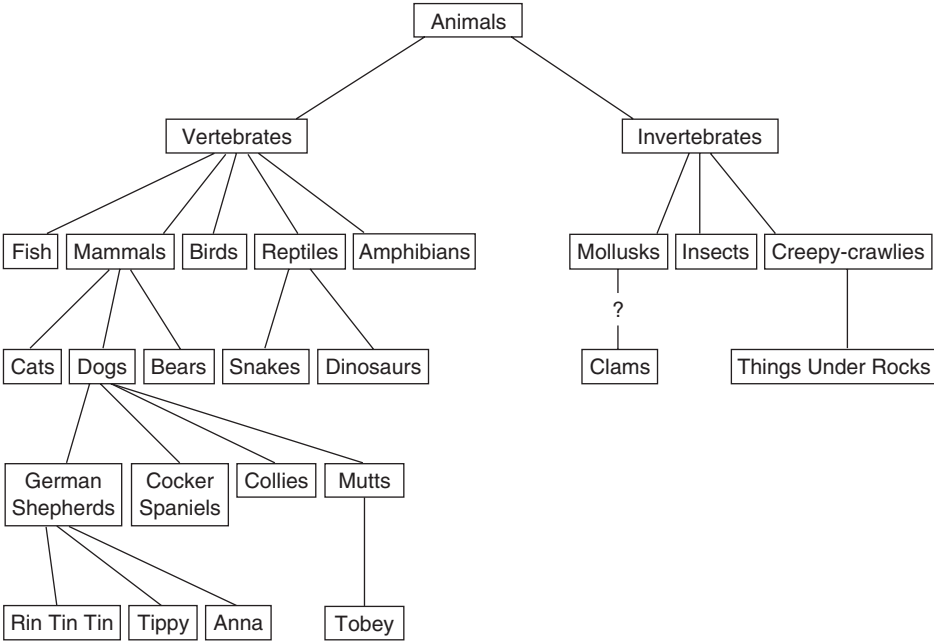 Animals
Vertebrates
Invertebrates
Fish
Mammals
Birds
Reptiles
Amphibians
Mollusks
Insects
Creepy-crawlies
?
Cats
Dogs
Bears
Snakes
Dinosaurs
Clams
Things Under Rocks
German
Shepherds
Cocker
Spaniels
Collies
Mutts
Rin Tin Tin
Tippy
Anna
Tobey